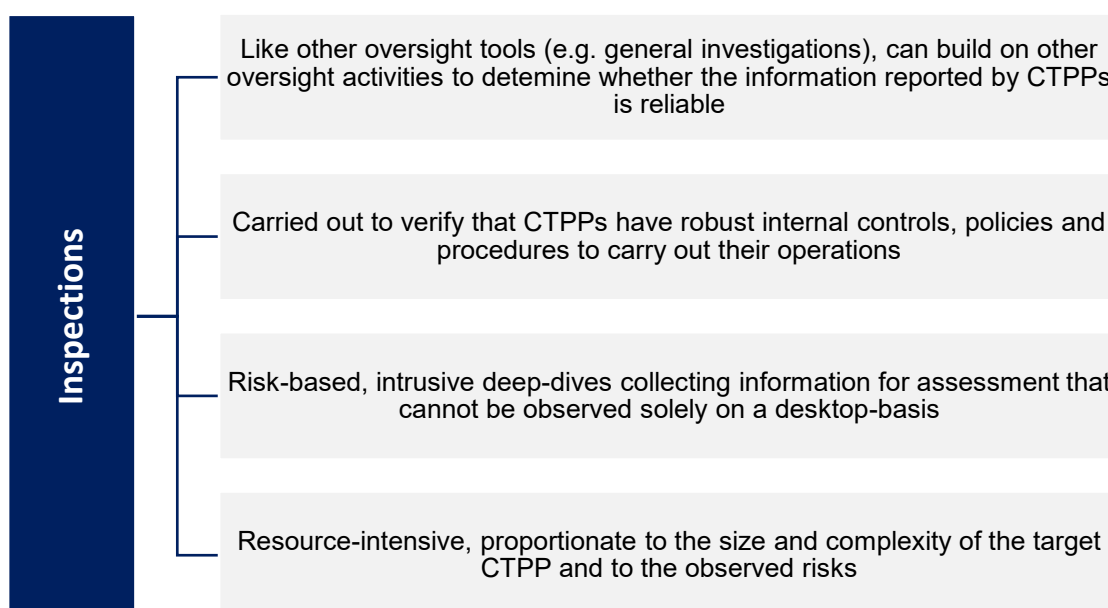 Inspections
Like other oversight tools (e.g. general investigations), can build on other
oversight activities to detemine whether the information reported by CTPPs
is reliable
Carried out to verify that CTPPs have robust internal controls, policies and
procedures to carry out their operations
Risk-based, intrusive deep-dives collecting information for assessment that
cannot be observed solely on a desktop-basis
Resource-intensive, proportionate to the size and complexity of the target
CTPP and to the observed risks